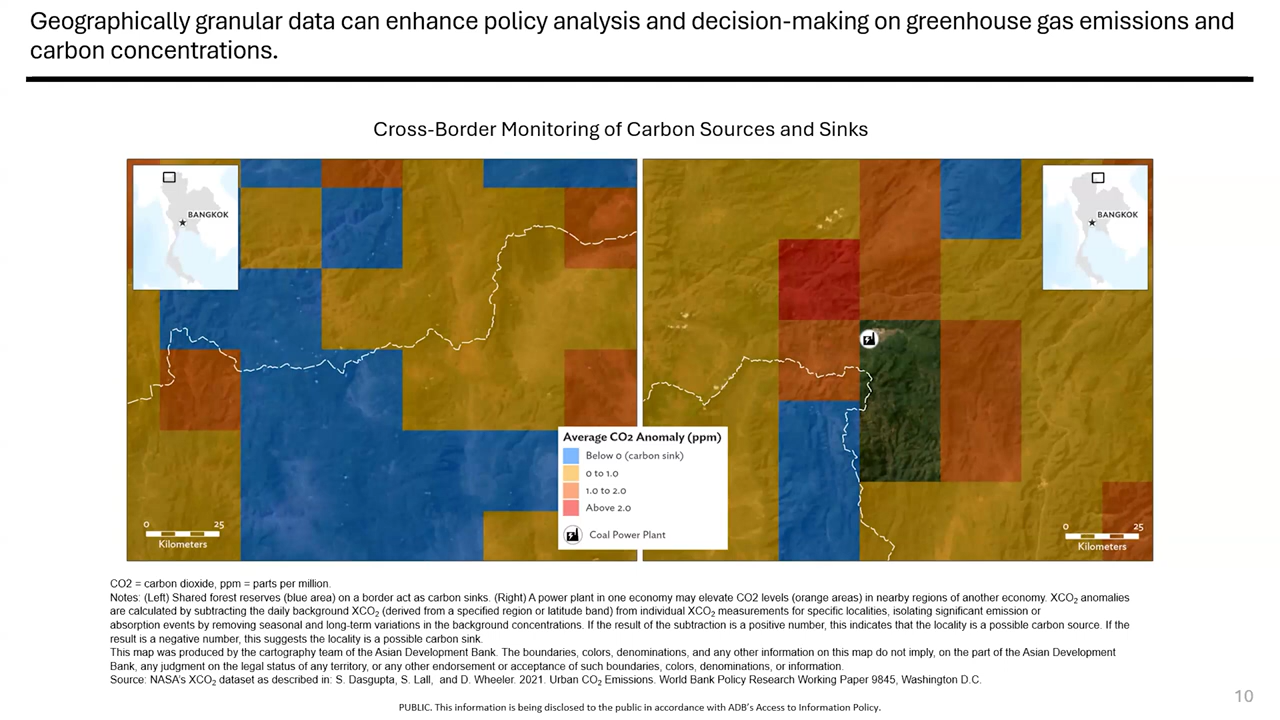 Geographically granular data can enhance policy analysis and decision-making on greenhouse gas emissions and
carbon concentrations.
Cross-Border Monitoring of Carbon Sources and Sinks
BANGKOK
BANGKOK
Average CO2 Anomaly (ppm)
Below 0 (carbon sink)
0 to 1.0
1.0 to 2.0
Above 2.0
Coal Power Plant
0 25
Kilometers
0 25
Kilometers
CO2 = carbon dioxide, ppm = parts per million.
Notes: (Left) Shared forest reserves (blue area) on a border act as carbon sinks. (Right) A power plant in one economy may elevate CO2 levels (orange areas) in nearby regions of another economy. XCO₂ anomalies
are calculated by subtracting the daily background XCO₂ (derived from a specified region or latitude band) from individual XCO₂ measurements for specific localities, isolating significant emission or
absorption events by removing seasonal and long-term variations in the background concentrations. If the result of the subtraction is a positive number, this indicates that the locality is a possible carbon source. If the
result is a negative number, this suggests the locality is a possible carbon sink.
This map was produced by the cartography team of the Asian Development Bank. The boundaries, colors, denominations, and any other information on this map do not imply, on the part of the Asian Development
Bank, any judgment on the legal status of any territory, or any other endorsement or acceptance of such boundaries, colors, denominations, or information.
Source: NASA's XCO₂ dataset as described in: S. Dasgupta, S. Lall, and D. Wheeler. 2021. Urban CO₂ Emissions. World Bank Policy Research Working Paper 9845, Washington D.C.
10
PUBLIC. This information is being disclosed to the public in accordance with ADB's Access to Information Policy.